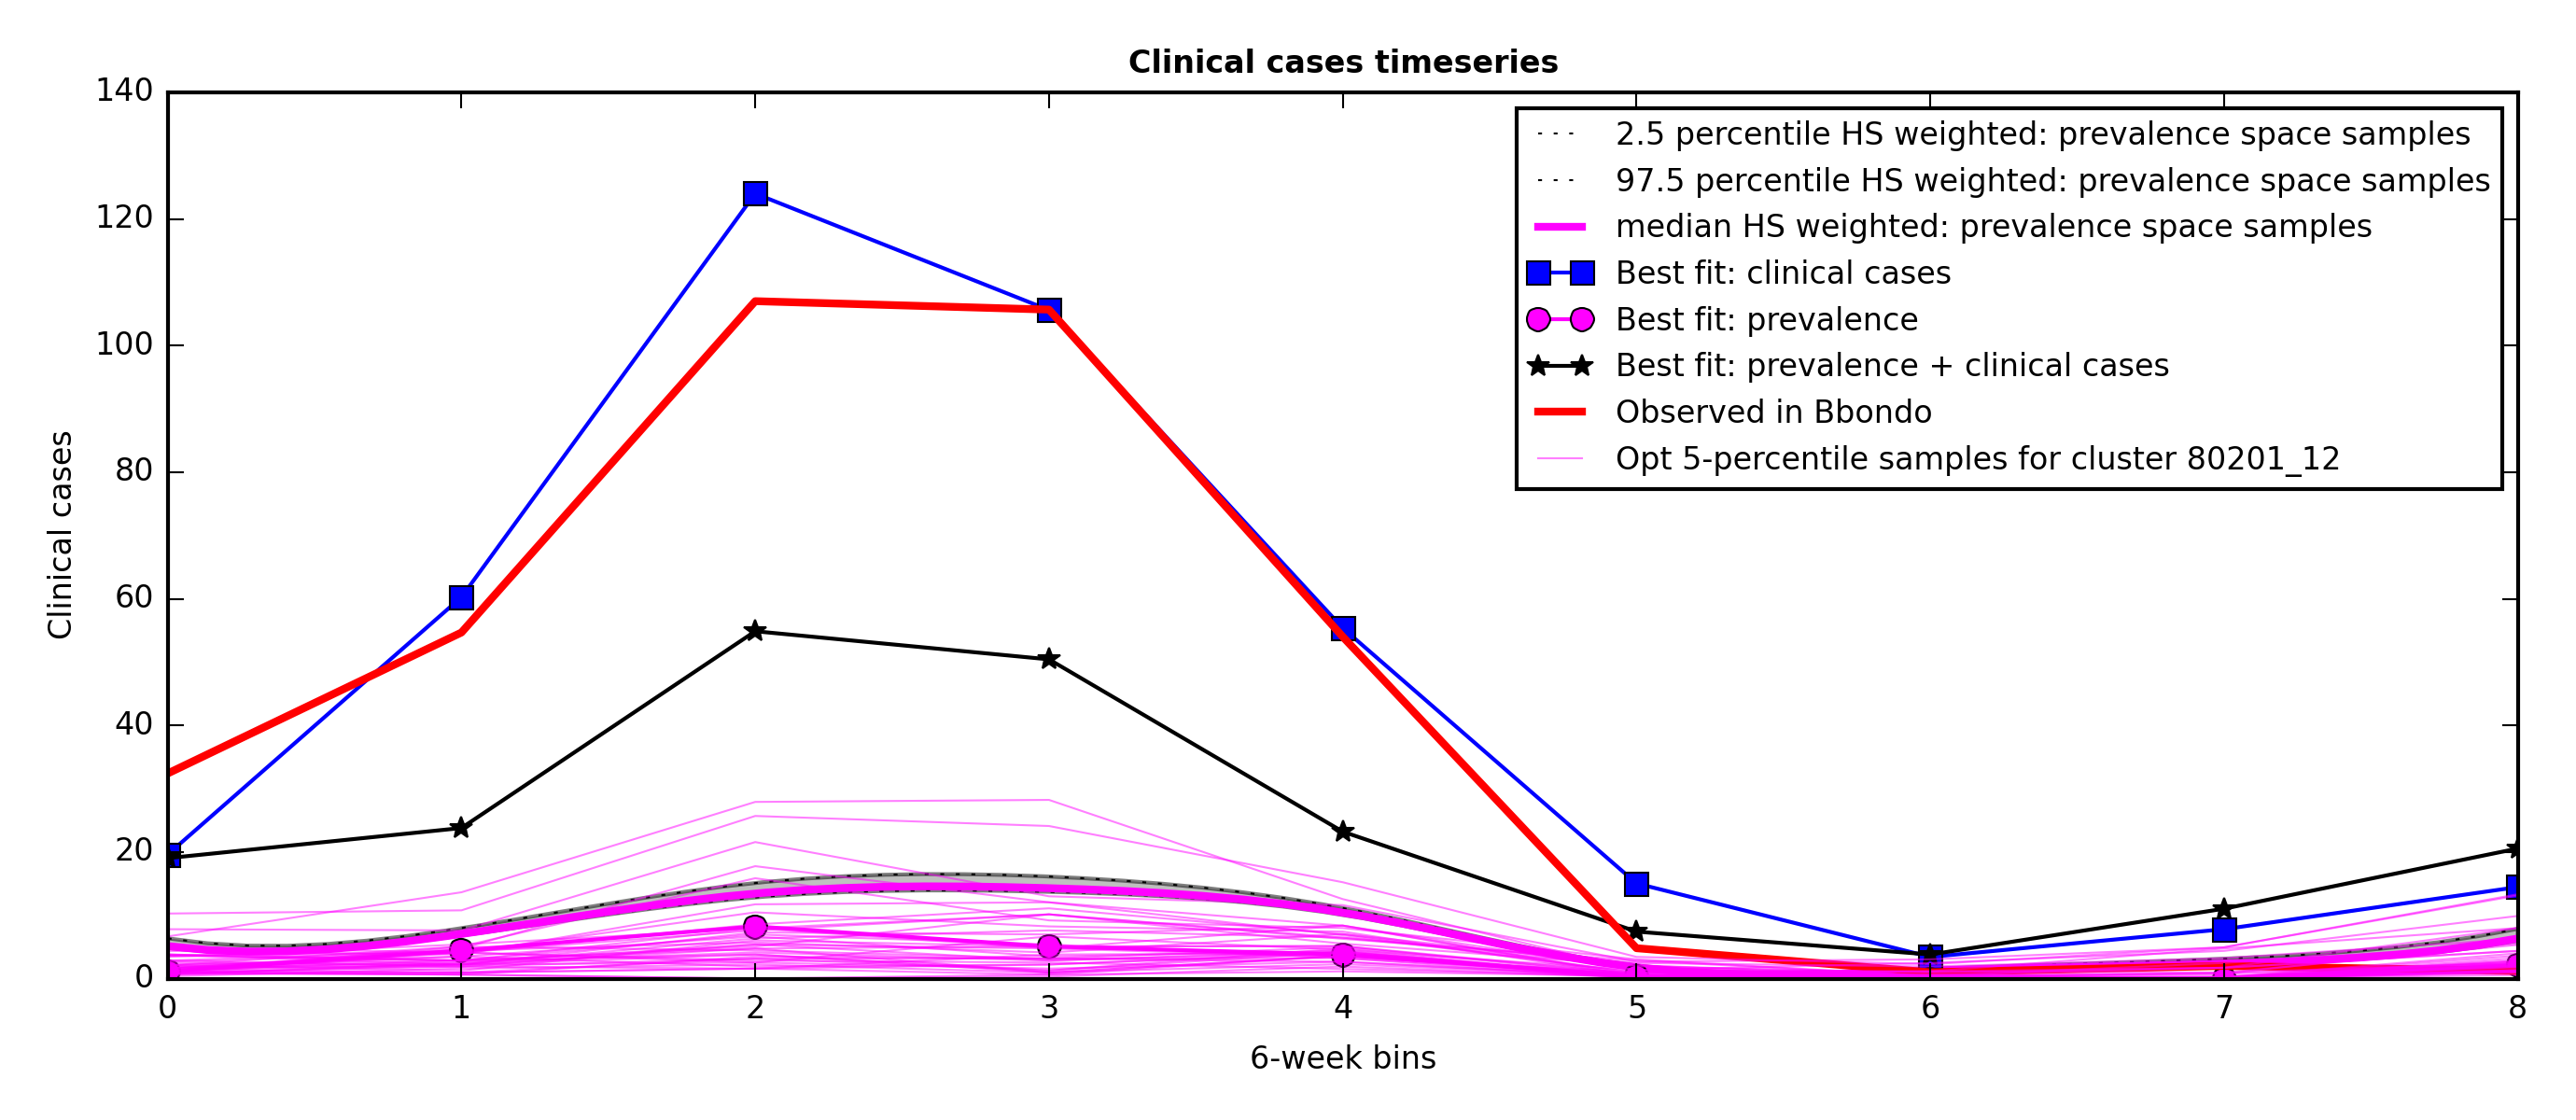 Clinical cases timeseries
140
120
100
80
60
40
20
0
Clinical cases
2.5 percentile HS weighted: prevalence space samples
97.5 percentile HS weighted: prevalence space samples
median HS weighted: prevalence space samples
Best fit: clinical cases
Best fit: prevalence
Best fit: prevalence + clinical cases
Observed in Bbondo
Opt 5-percentile samples for cluster 80201_12
0 1 2 3 4 5 6 7 8
6-week bins